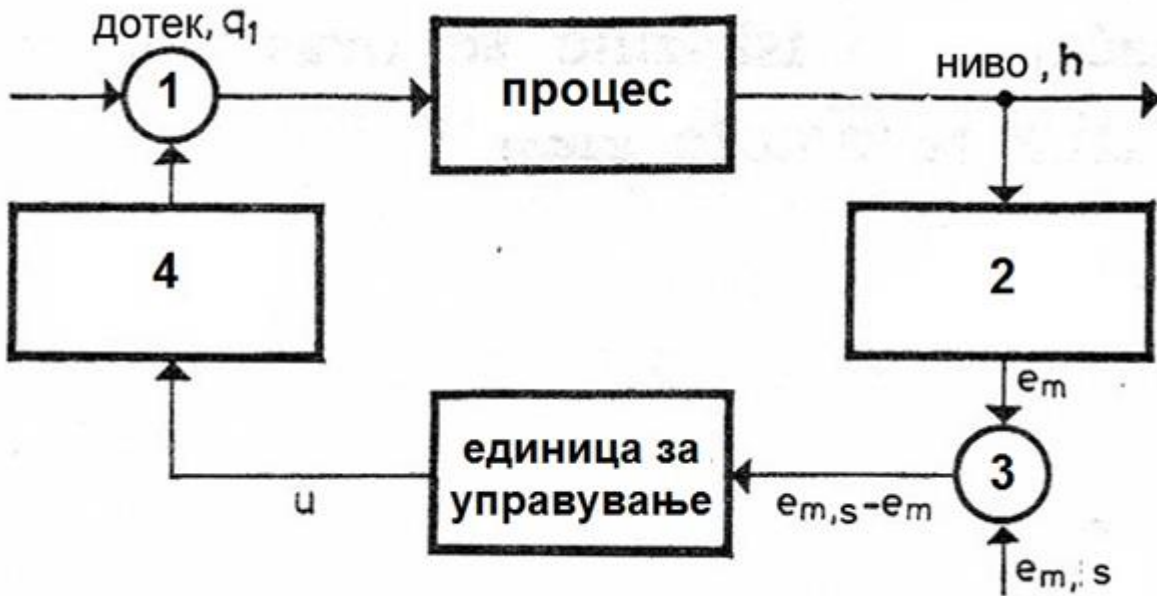 дотек, q₁
1
процес
ниво , h
4
2
eₘ
единица за
управување
3
u
eₘ,ₛ-eₘ
eₘ, s